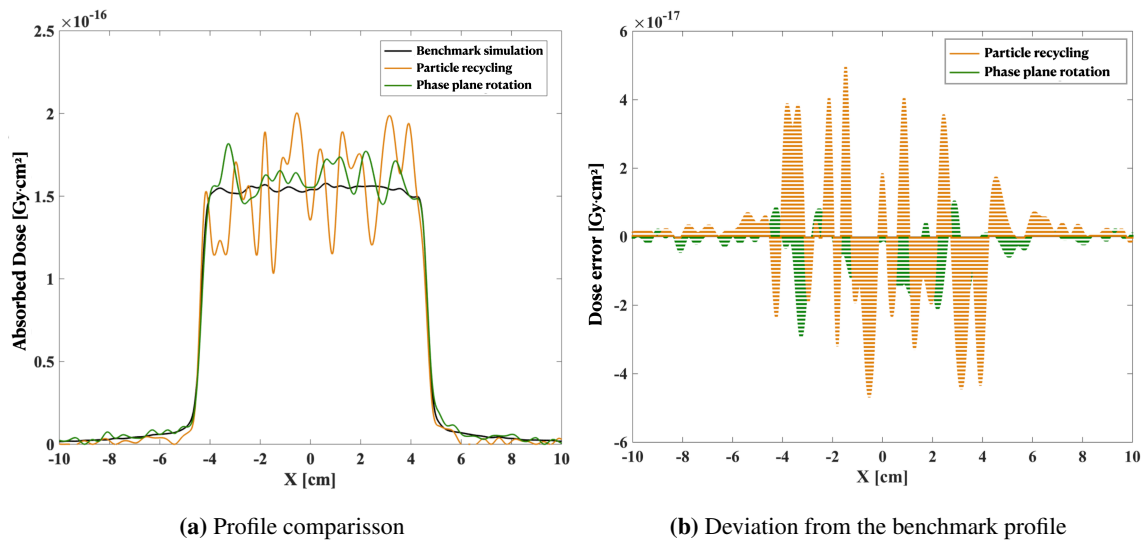 ×10⁻¹⁶
2.5
2
1.5
1
0.5
0
Absorbed Dose [Gy·cm²]
Benchmark simulation
Particle recycling
Phase plane rotation
-10 -8 -6 -4 -2 0 2 4 6 8 10
X [cm]
(a) Profile comparisson
×10⁻¹⁷
6
4
2
0
-2
-4
-6
Dose error [Gy·cm²]
Particle recycling
Phase plane rotation
-10 -8 -6 -4 -2 0 2 4 6 8 10
X [cm]
(b) Deviation from the benchmark profile